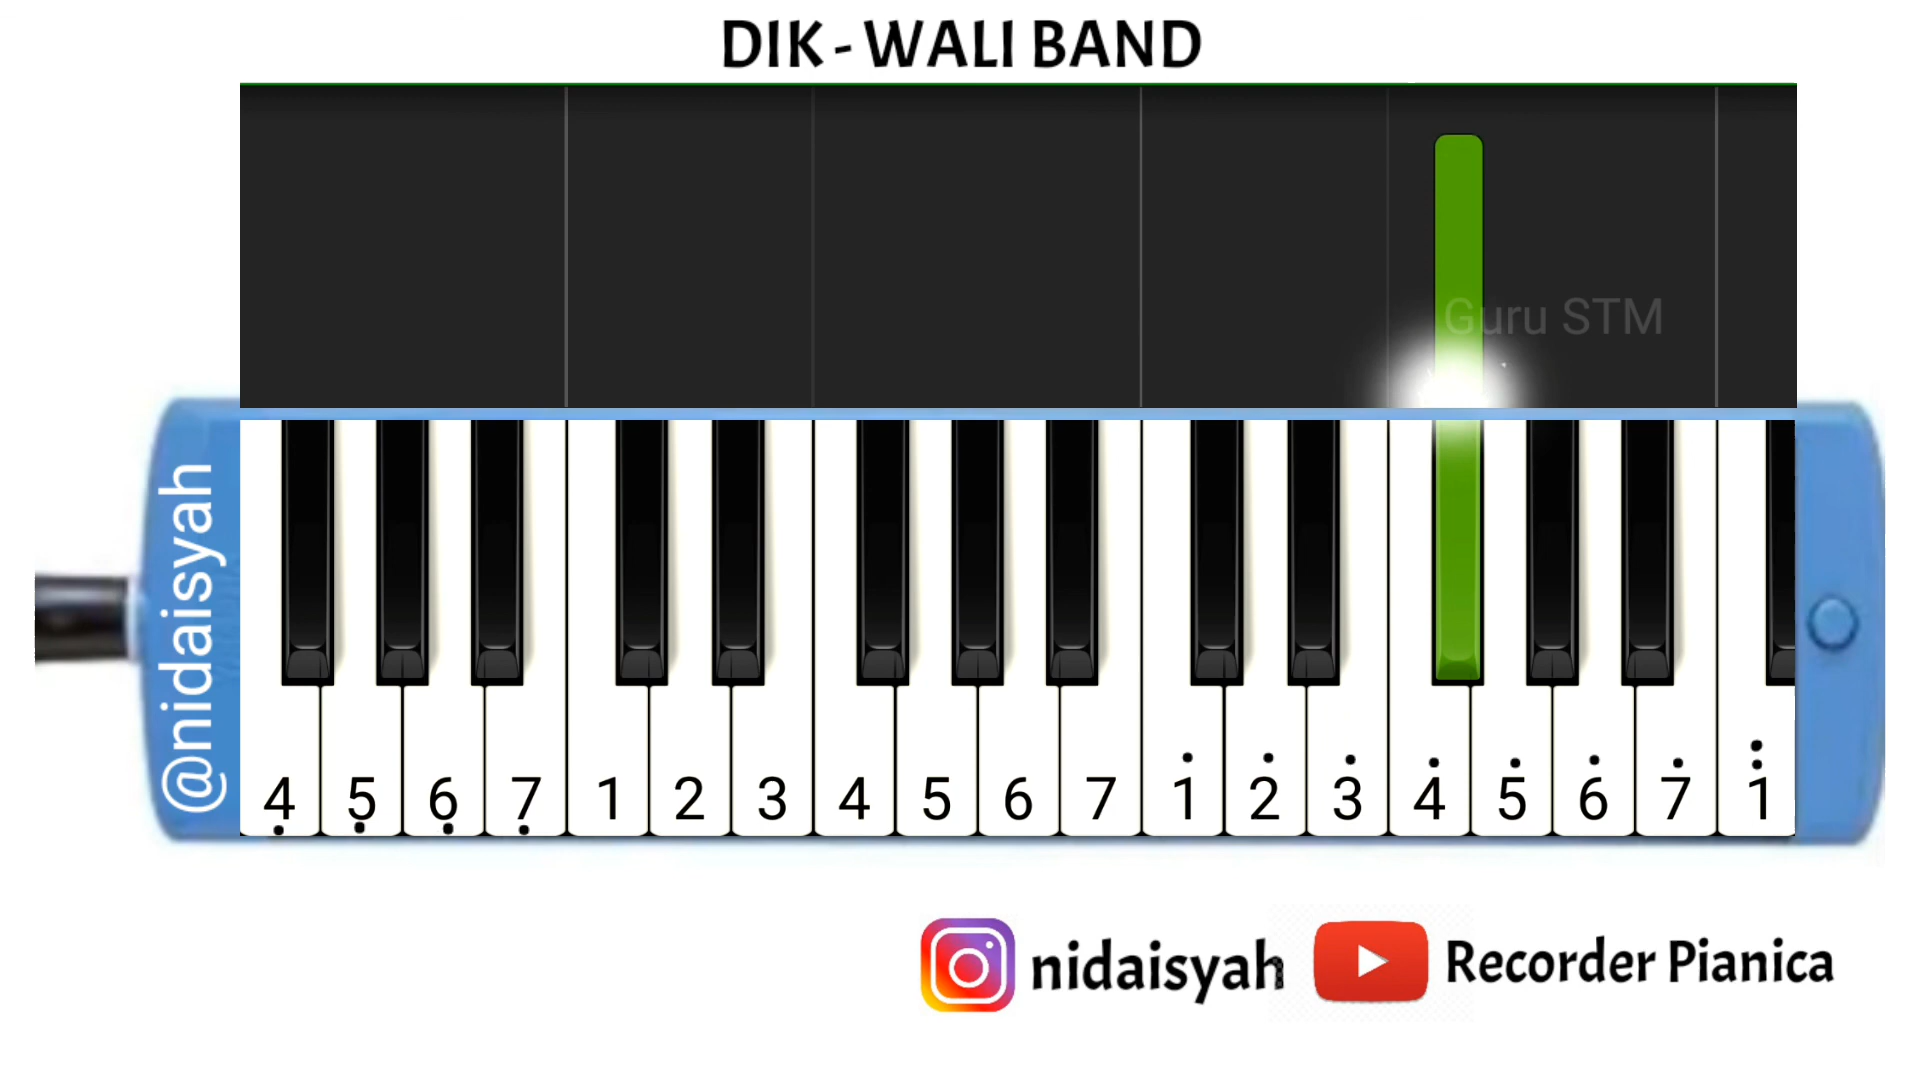 DIK - WALI BAND
Guru STM
@nidaisyah
4 5 6 7 1 2 3 4 5 6 7 1 2 3 4 5 6 7 1
nidaisyah
Recorder Pianica